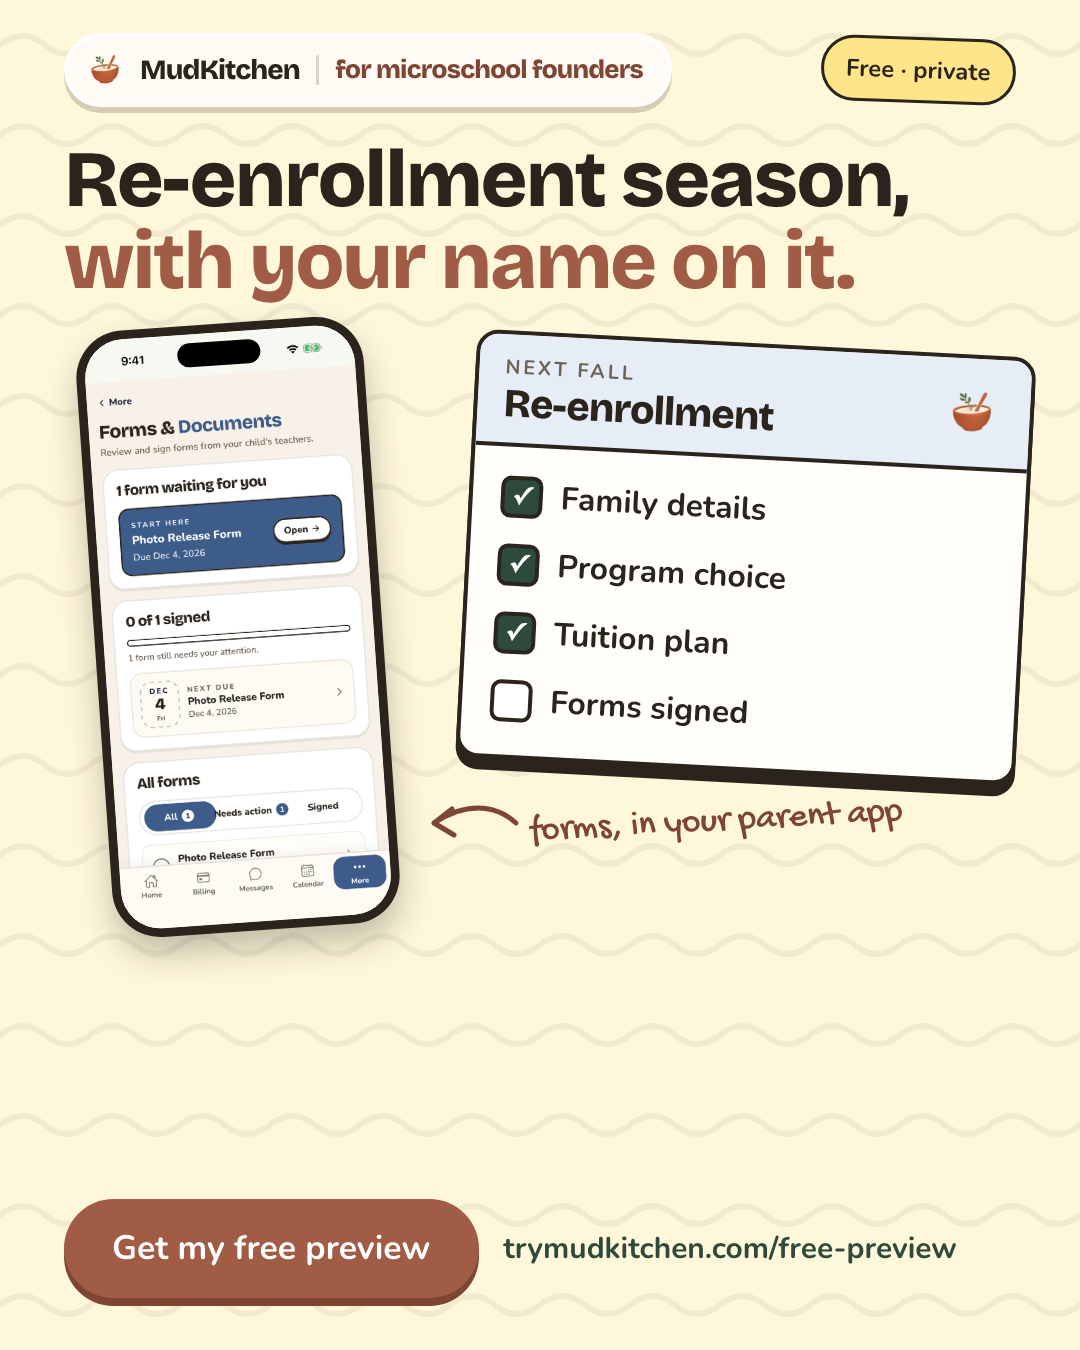 MudKitchen | for microschool founders
Free · private
Re-enrollment season,
with your name on it.
9:41
< More
Forms & Documents
Review and sign forms from your child's teachers.
1 form waiting for you
START HERE
Photo Release Form
Due Dec 4, 2026
Open →
0 of 1 signed
1 form still needs your attention.
DEC
4
Fri
NEXT DUE
Photo Release Form
Dec 4, 2026
All forms
All 1
Needs action 1
Signed
Photo Release Form
Home
Billing
Messages
Calendar
More
NEXT FALL
Re-enrollment
Family details
Program choice
Tuition plan
Forms signed
forms, in your parent app
Get my free preview
trymudkitchen.com/free-preview